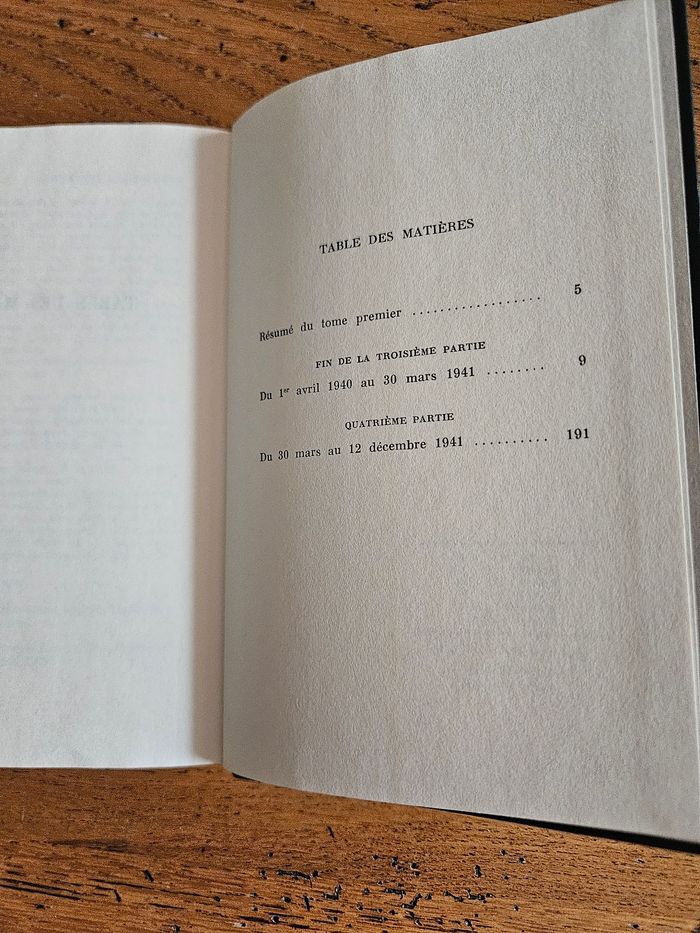 TABLE DES MATIÈRES
Résumé du tome premier .................. 5
FIN DE LA TROISIÈME PARTIE
Du 1er avril 1940 au 30 mars 1941 ........ 9
QUATRIÈME PARTIE
Du 30 mars au 12 décembre 1941 .......... 191